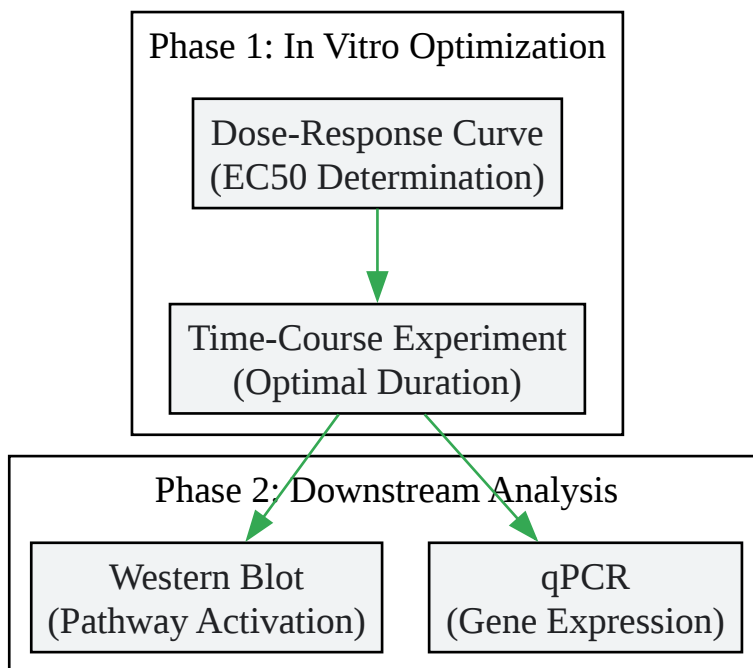 Phase 1: In Vitro Optimization
Dose-Response Curve
(EC50 Determination)
Time-Course Experiment
(Optimal Duration)
Phase 2: Downstream Analysis
Western Blot
(Pathway Activation)
qPCR
(Gene Expression)